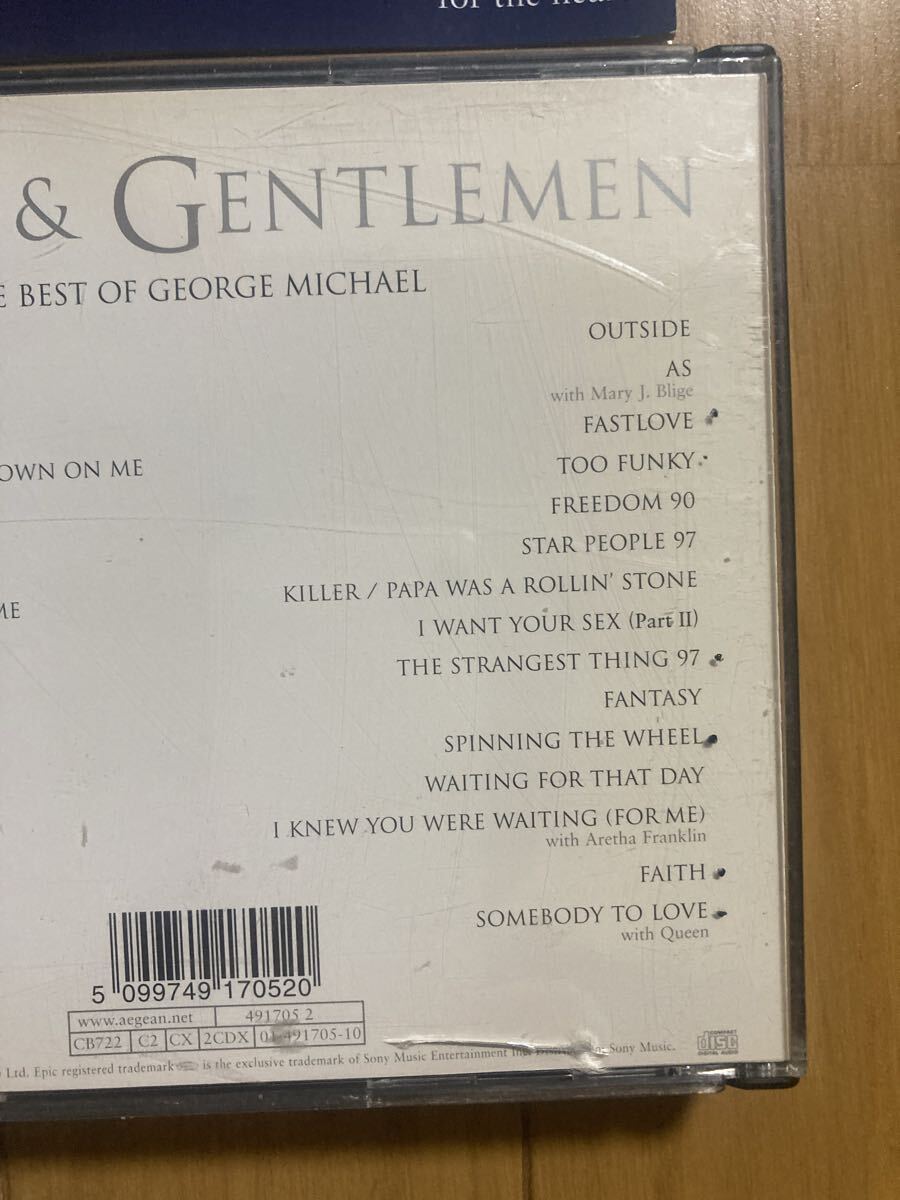 for the
& GENTLEMEN
E BEST OF GEORGE MICHAEL
OUTSIDE
AS
with Mary J. Blige
FASTLOVE
OWN ON ME
TOO FUNKY
FREEDOM 90
STAR PEOPLE 97
KILLER / PAPA WAS A ROLLIN' STONE
ME
I WANT YOUR SEX (Part II)
THE STRANGEST THING 97
FANTASY
SPINNING THE WHEEL
WAITING FOR THAT DAY
I KNEW YOU WERE WAITING (FOR ME)
with Aretha Franklin
FAITH
SOMEBODY TO LOVE
with Queen
5 099749 170520
www.aegean.net 491705 2
CB722 C2 CX 2CDX 01-491705-10
Ltd. Epic registered trademark is the exclusive trademark of Sony Music Entertainment Sony Music.
COMPACT disc DIGITAL AUDIO